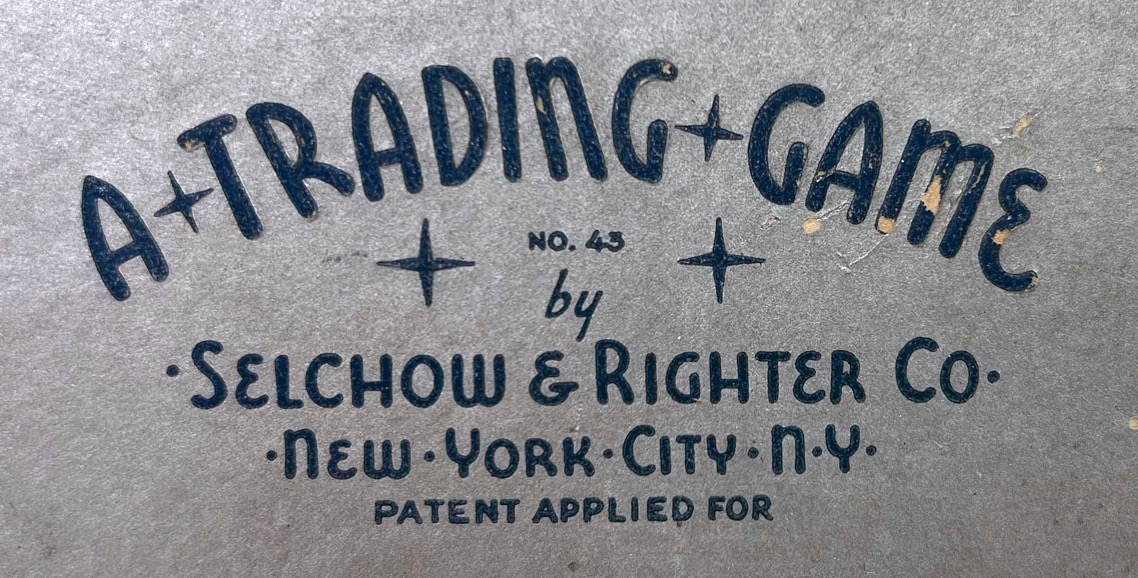 A TRADING GAME
NO. 43
by
·SELCHOW & RIGHTER CO·
·NEW·YORK·CITY·N·Y·
PATENT APPLIED FOR